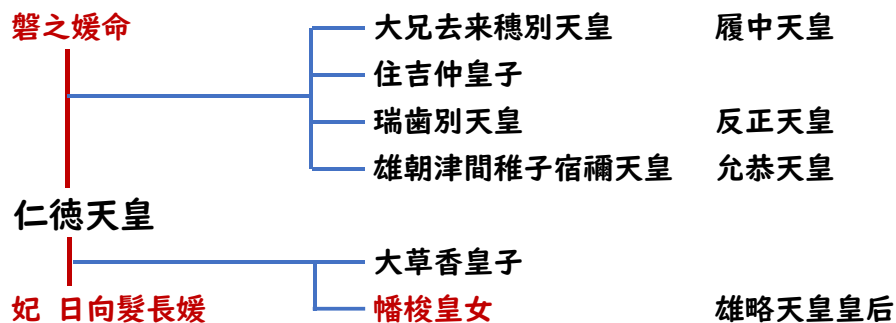 磐之媛命 大兄去来穗別天皇 履中天皇
住吉仲皇子
瑞歯別天皇 反正天皇
雄朝津間稚子宿禰天皇 允恭天皇
仁徳天皇
大草香皇子
妃 日向髪長媛 幡梭皇女 雄略天皇皇后